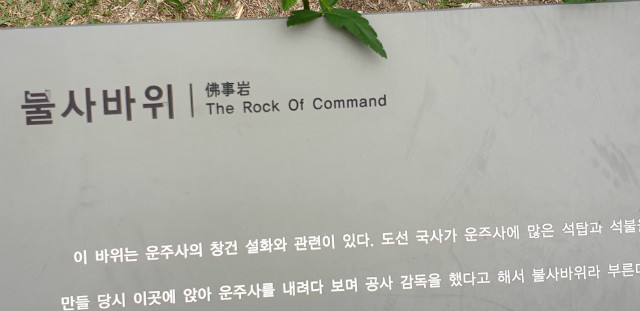 불사바위
佛事岩
The Rock Of Command
이 바위는 운주사의 창건 설화와 관련이 있다. 도선 국사가 운주사에 많은 석탑과 석불을
만들 당시 이곳에 앉아 운주사를 내려다 보며 공사 감독을 했다고 해서 불사바위라 부른다